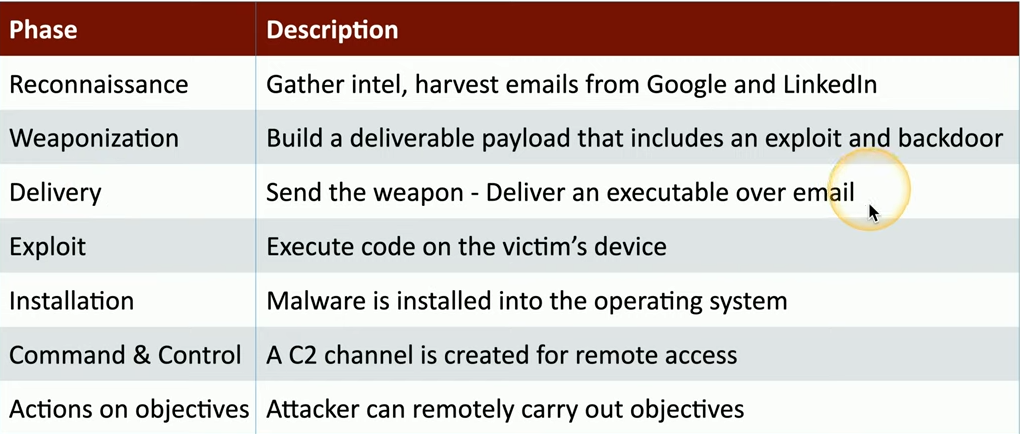 Phase Description
Reconnaissance Gather intel, harvest emails from Google and LinkedIn
Weaponization Build a deliverable payload that includes an exploit and backdoor
Delivery Send the weapon - Deliver an executable over email
Exploit Execute code on the victim’s device
Installation Malware is installed into the operating system
Command & Control A C2 channel is created for remote access
Actions on objectives Attacker can remotely carry out objectives